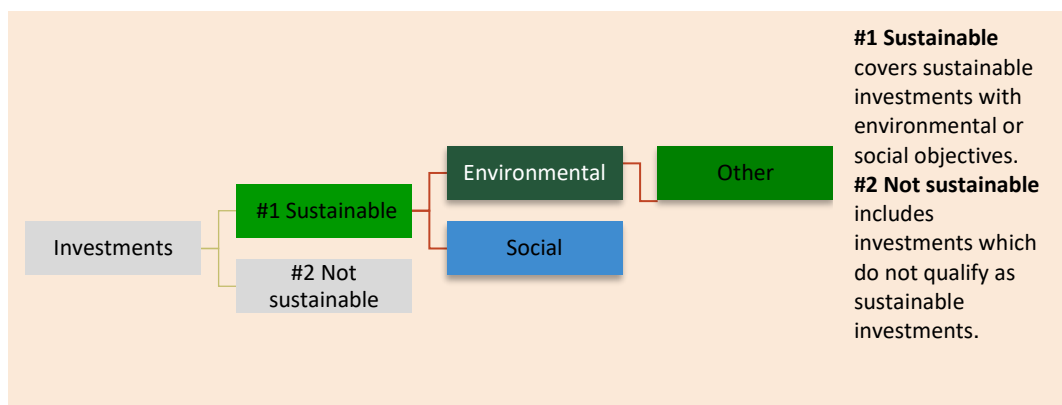 Investments
#1 Sustainable
#2 Not
sustainable
Environmental
Social
Other
#1 Sustainable
covers sustainable
investments with
environmental or
social objectives.
#2 Not sustainable
includes
investments which
do not qualify as
sustainable
investments.